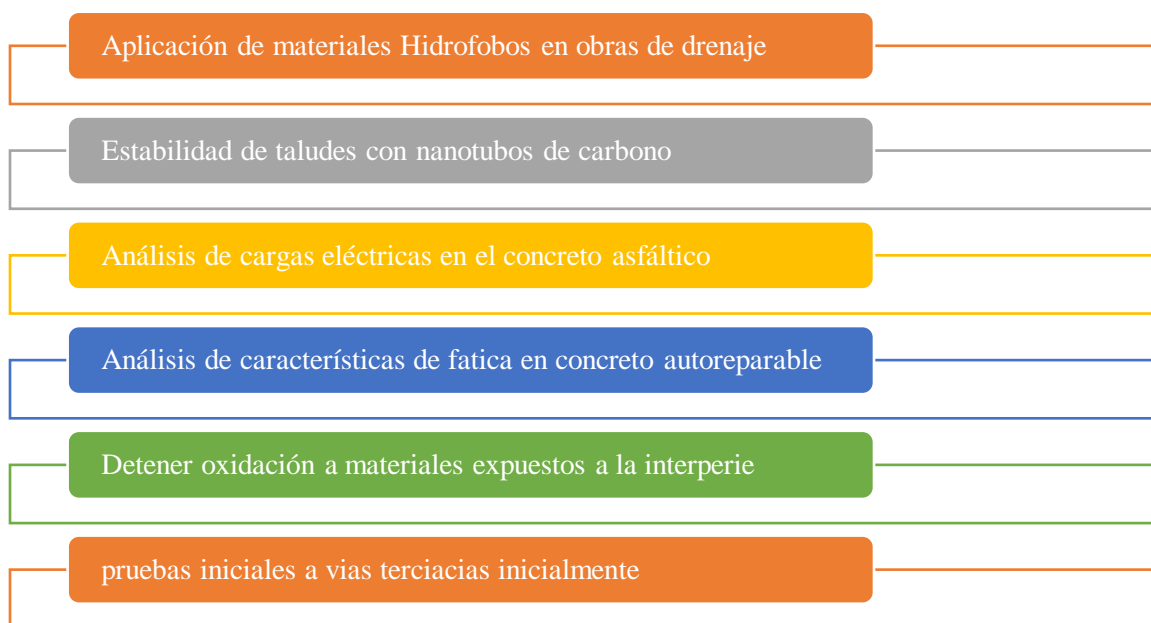 Aplicación de materiales Hidrofobos en obras de drenaje
Estabilidad de taludes con nanotubos de carbono
Análisis de cargas eléctricas en el concreto asfáltico
Análisis de características de fatica en concreto autoreparable
Detener oxidación a materiales expuestos a la interperie
pruebas iniciales a vias terciacias inicialmente